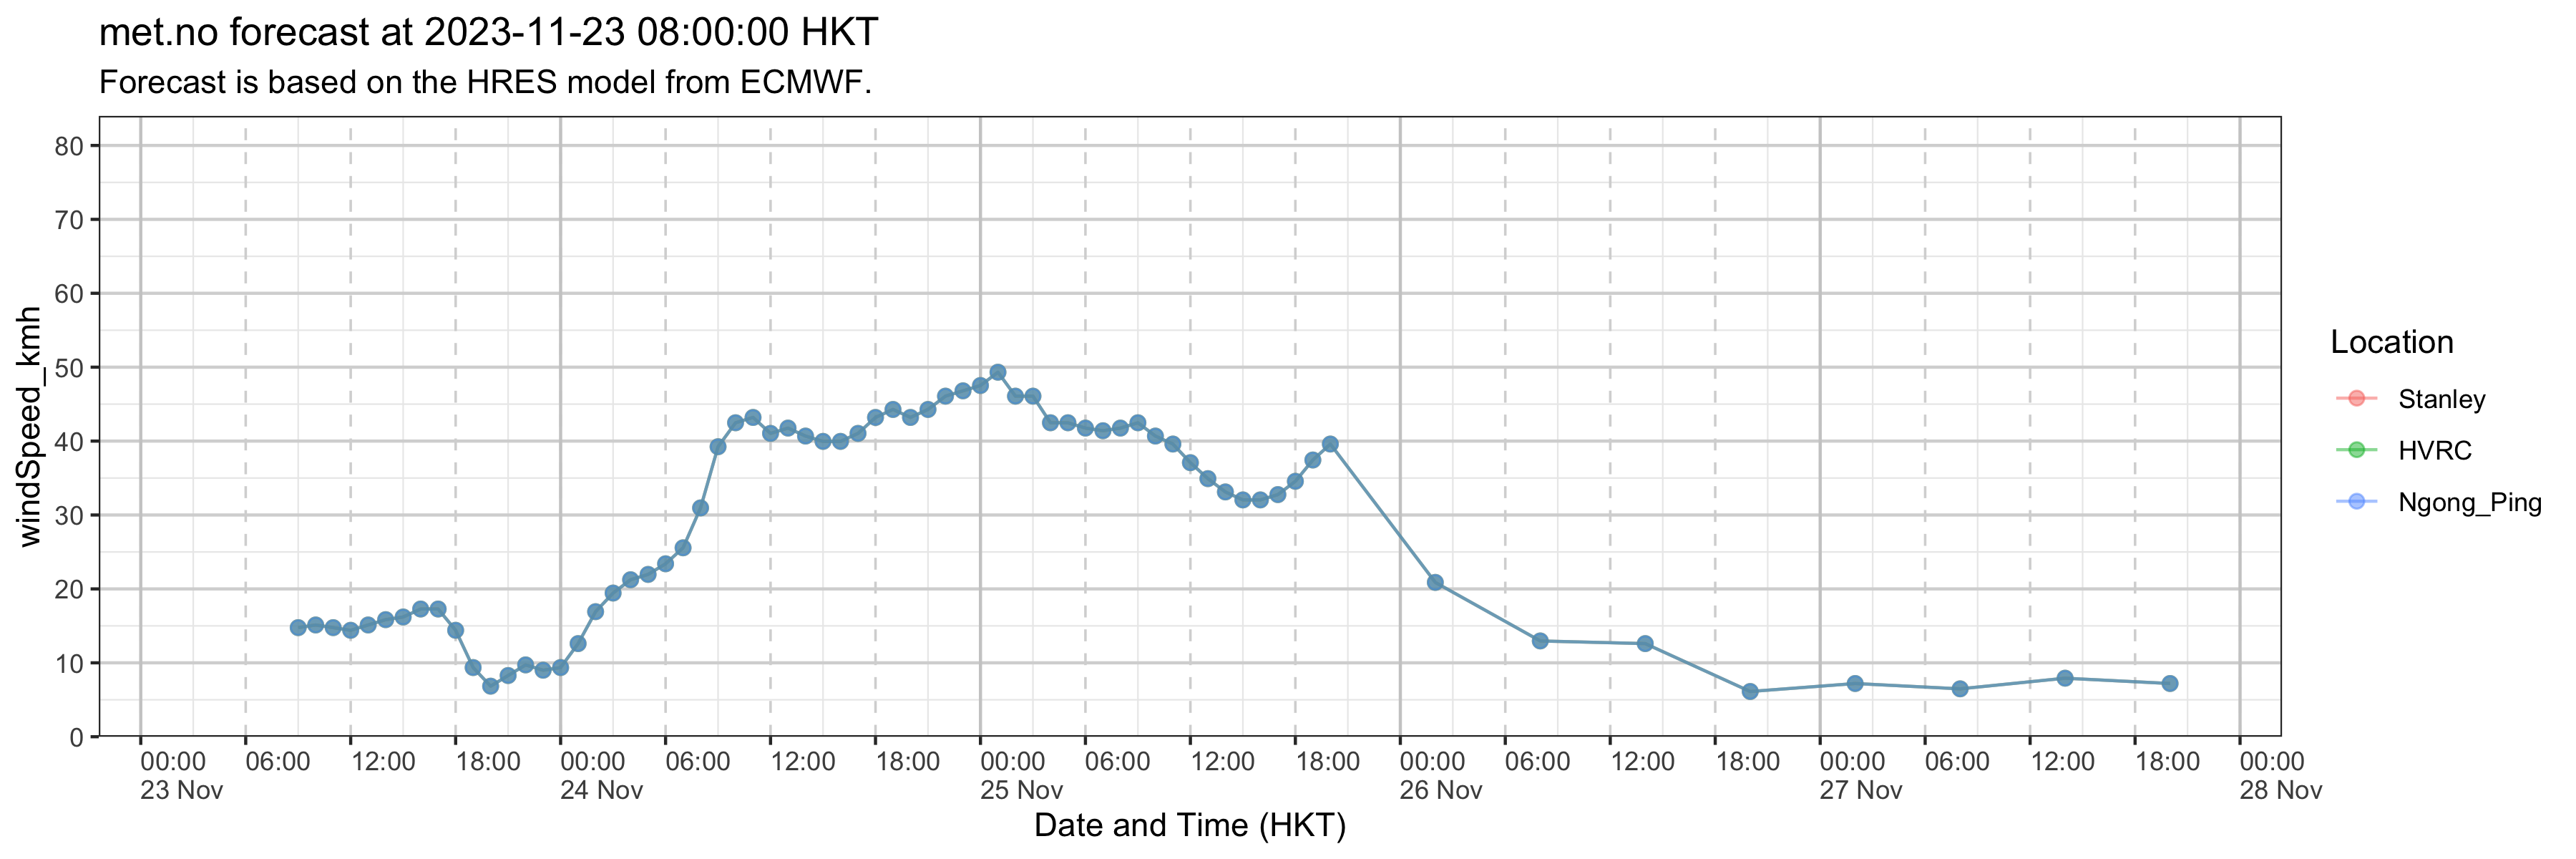 met.no forecast at 2023-11-23 08:00:00 HKT
Forecast is based on the HRES model from ECMWF.
windSpeed_kmh
80
70
60
50
40
30
20
10
0
00:00 06:00 12:00 18:00 00:00 06:00 12:00 18:00 00:00 06:00 12:00 18:00 00:00 06:00 12:00 18:00 00:00 06:00 12:00 18:00 00:00
23 Nov 24 Nov 25 Nov 26 Nov 27 Nov 28 Nov
Date and Time (HKT)
Location
Stanley
HVRC
Ngong_Ping